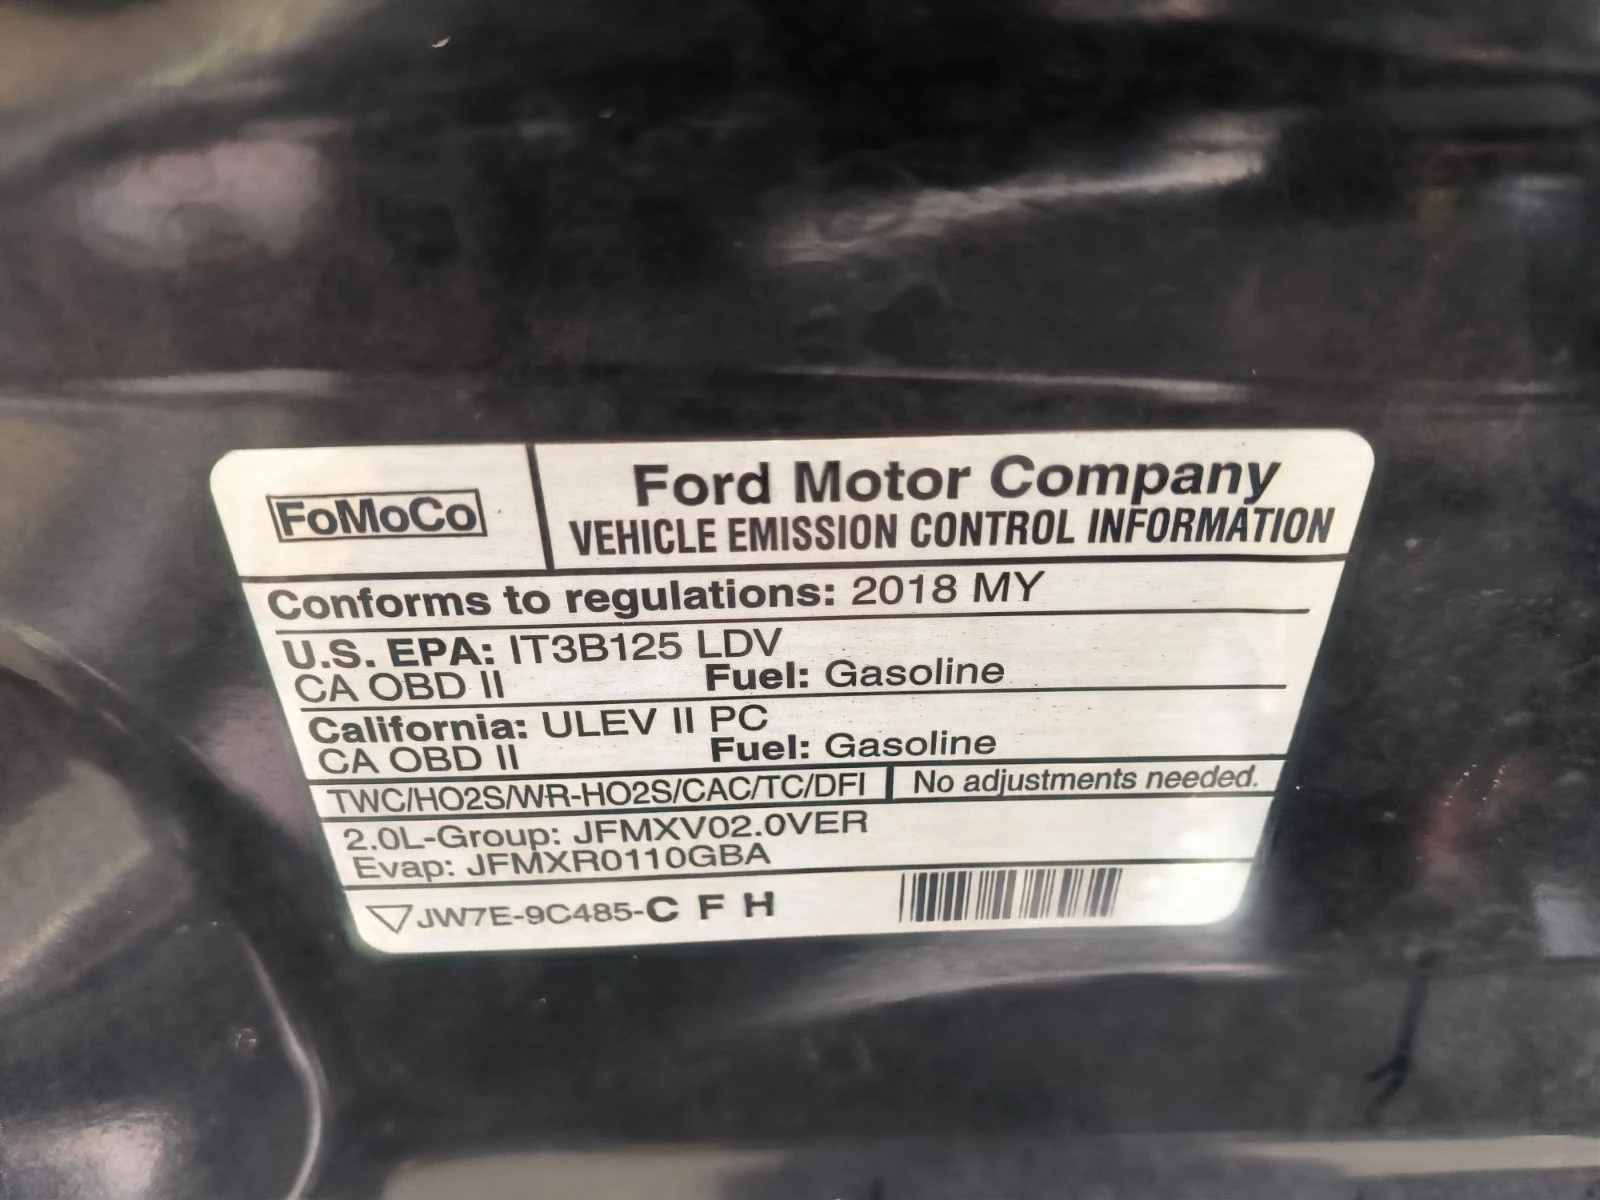 FoMoCo
Ford Motor Company
VEHICLE EMISSION CONTROL INFORMATION
Conforms to regulations: 2018 MY
U.S. EPA: IT3B125 LDV
CA OBD II Fuel: Gasoline
California: ULEV II PC
CA OBD II Fuel: Gasoline
TWC/HO2S/WR-HO2S/CAC/TC/DFI No adjustments needed.
2.0L-Group: JFMXV02.0VER
Evap: JFMXR0110GBA
JW7E-9C485-C F H